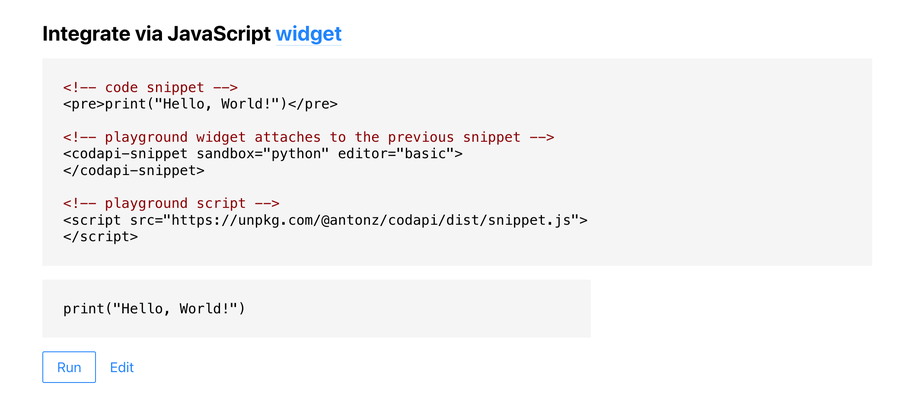 Integrate via JavaScript widget
<!-- code snippet -->
<pre>print("Hello, World!")</pre>
<!-- playground widget attaches to the previous snippet -->
<codapi-snippet sandbox="python" editor="basic">
</codapi-snippet>
<!-- playground script -->
<script src="https://unpkg.com/@antonz/codapi/dist/snippet.js">
</script>
print("Hello, World!")
Run Edit